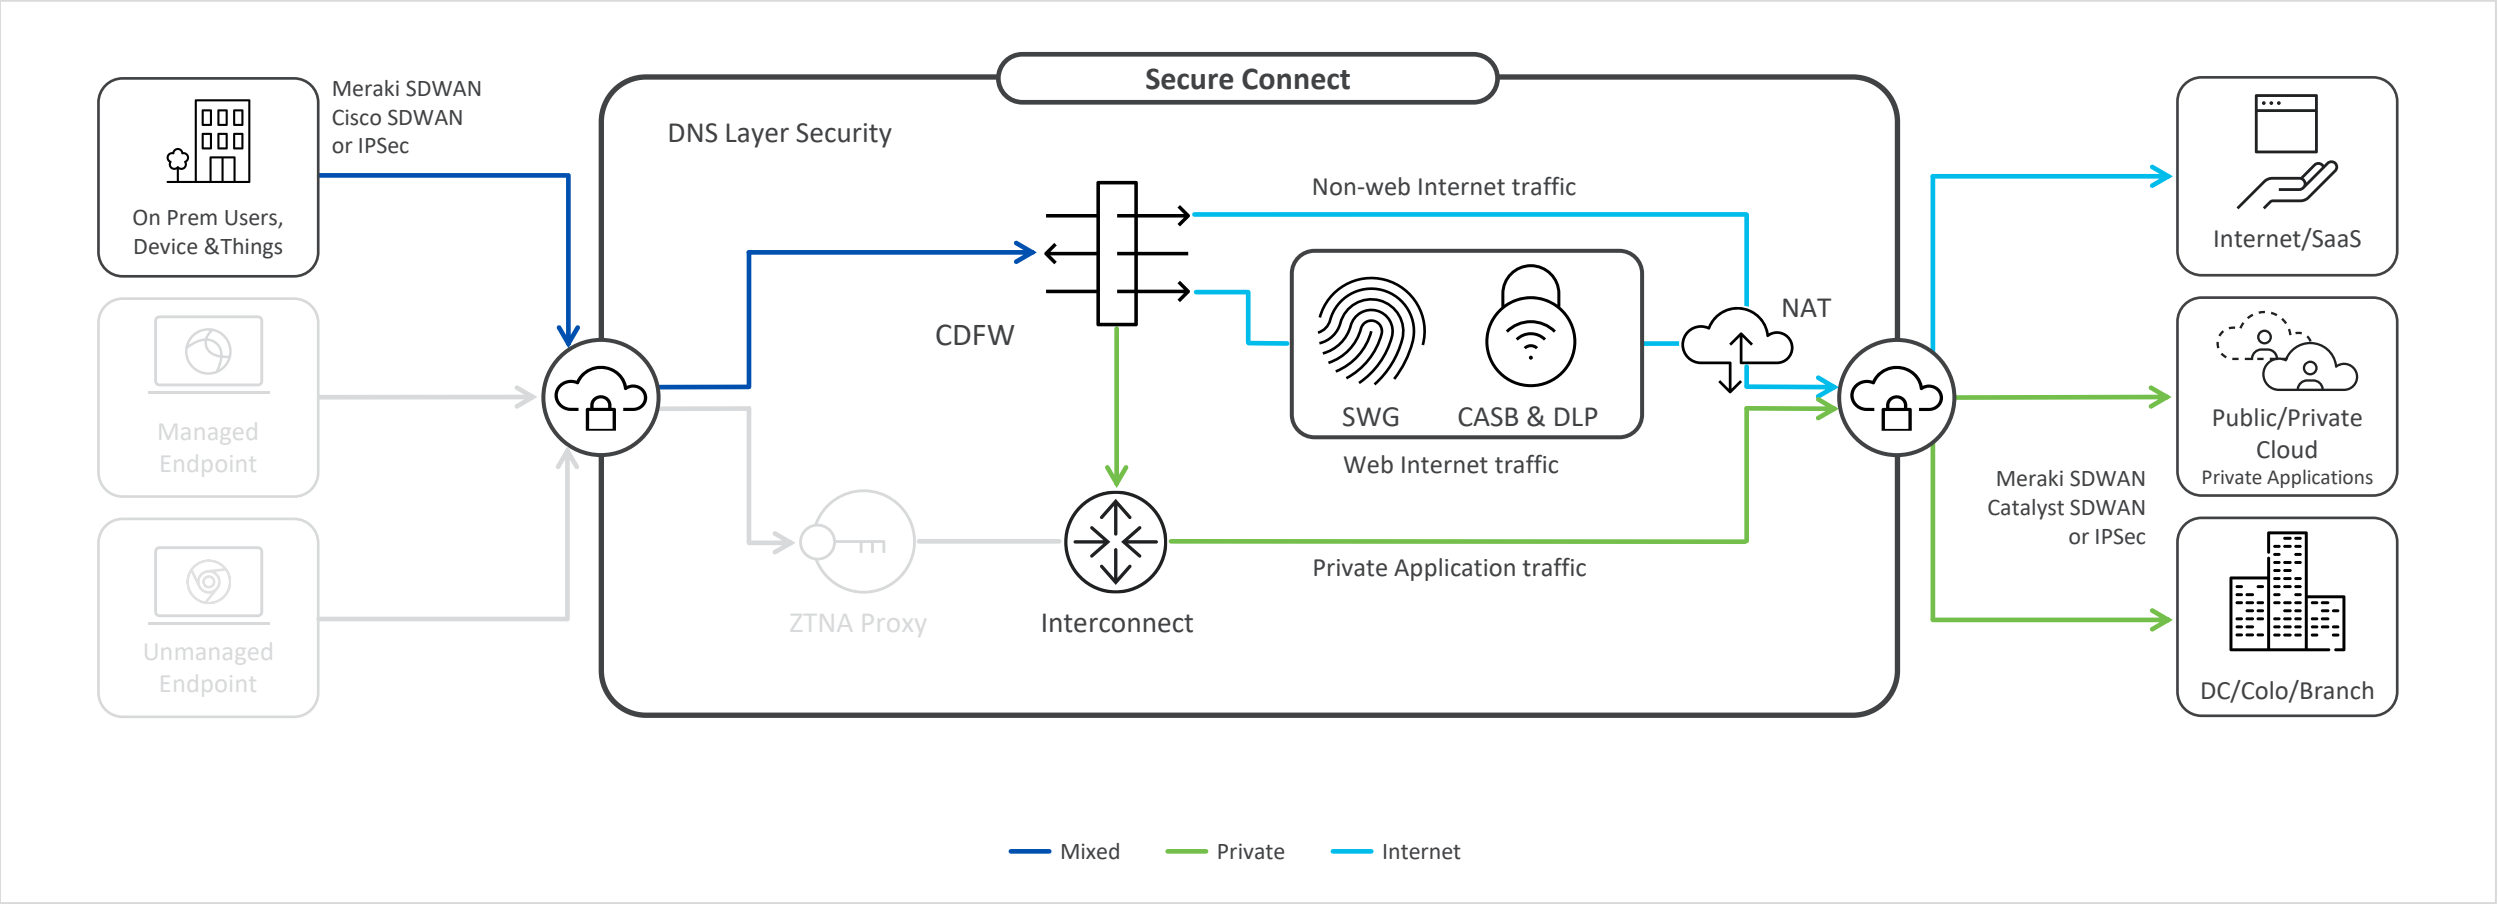 Secure Connect
Meraki SDWAN
Cisco SDWAN
or IPSec
On Prem Users,
Device &Things
Managed
Endpoint
Unmanaged
Endpoint
DNS Layer Security
Non-web Internet traffic
CDFW
NAT
SWG
CASB & DLP
Web Internet traffic
Private Application traffic
ZTNA Proxy
Interconnect
Internet/SaaS
Public/Private
Cloud
Private Applications
Meraki SDWAN
Catalyst SDWAN
or IPSec
DC/Colo/Branch
Mixed
Private
Internet